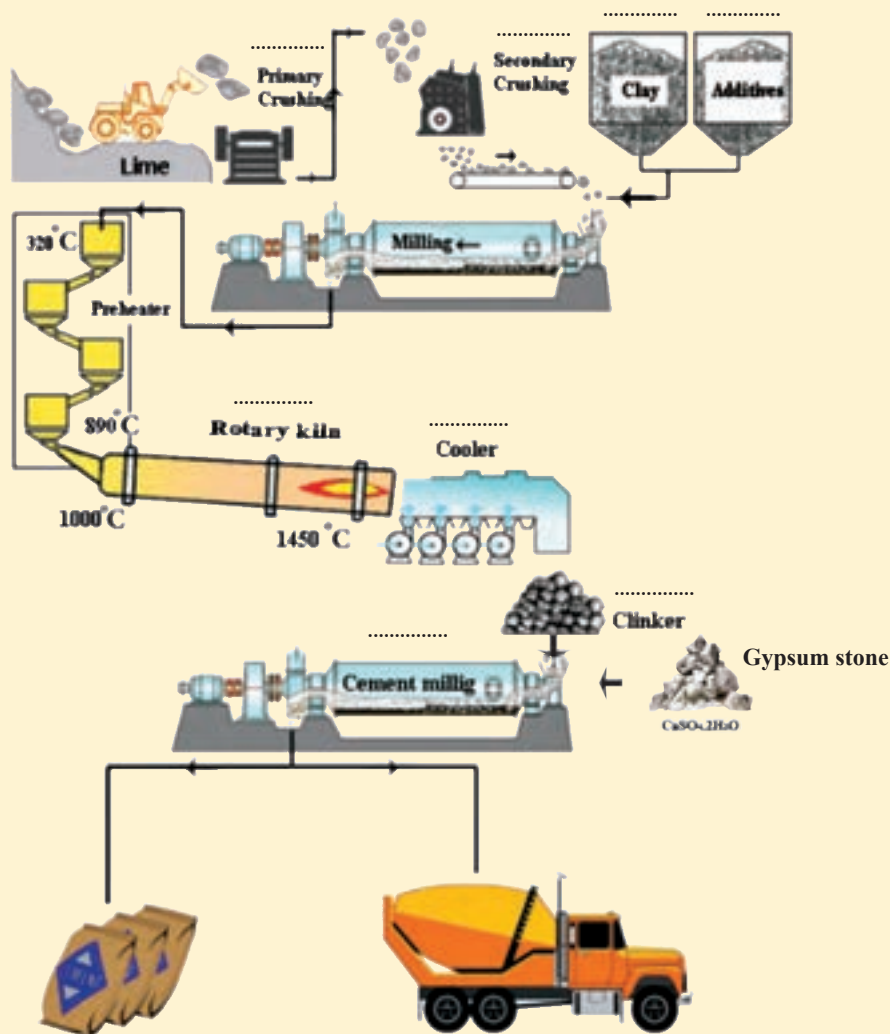 Primary
Crushing
Secondary
Crushing
Clay
Additives
Lime
Milling
320°C
Preheater
890°C
Rotary kiln
Cooler
1000°C
1450°C
Clinker
Gypsum stone
Cement millig
CaSO₄.2H₂O